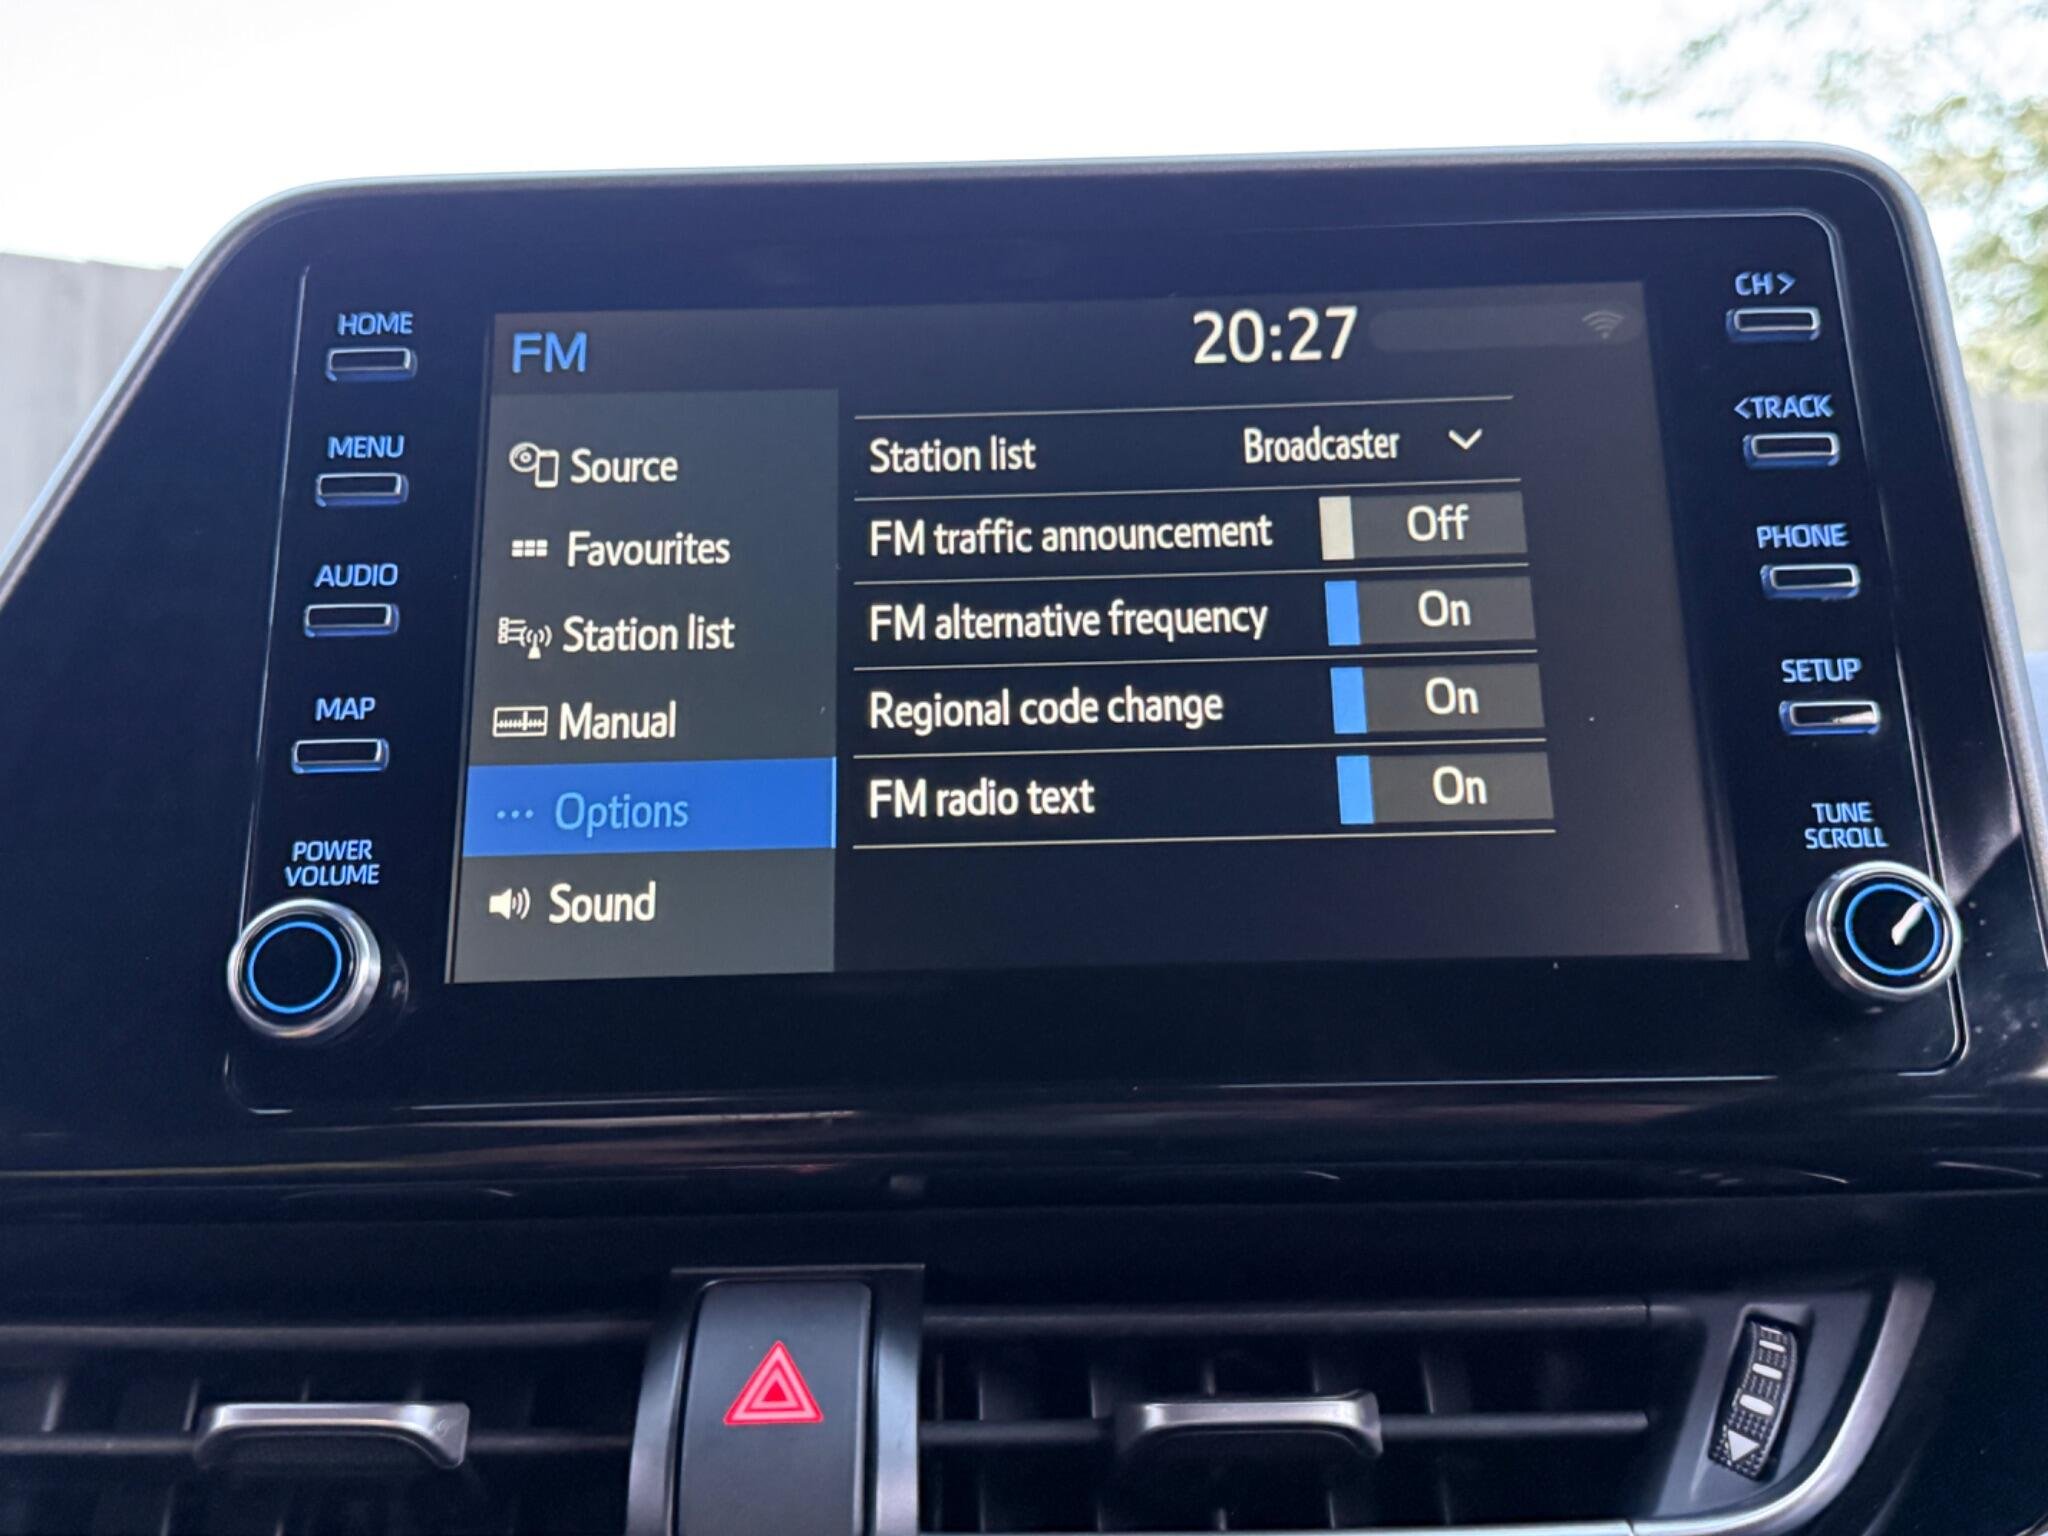 HOME
MENU
AUDIO
MAP
POWER
VOLUME
FM
20:27
Source
Favourites
Station list
Manual
Options
Sound
Station list Broadcaster
FM traffic announcement Off
FM alternative frequency On
Regional code change On
FM radio text On
CH>
<TRACK
PHONE
SETUP
TUNE
SCROLL